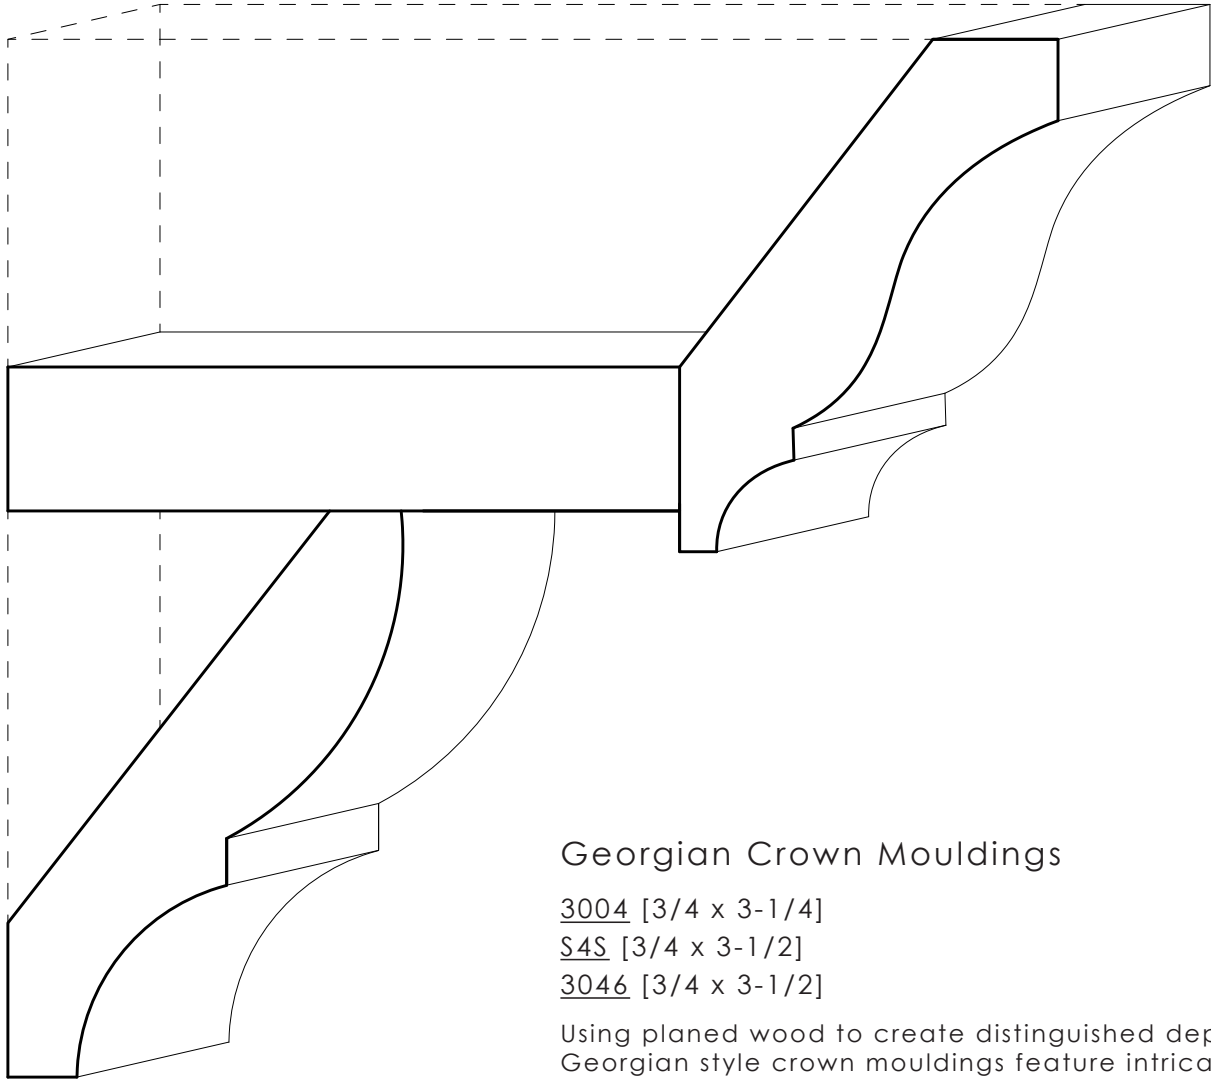 Georgian Crown Mouldings
3004 [3/4 x 3-1/4]
S4S [3/4 x 3-1/2]
3046 [3/4 x 3-1/2]
Using planed wood to create distinguished
Georgian style crown mouldings feature